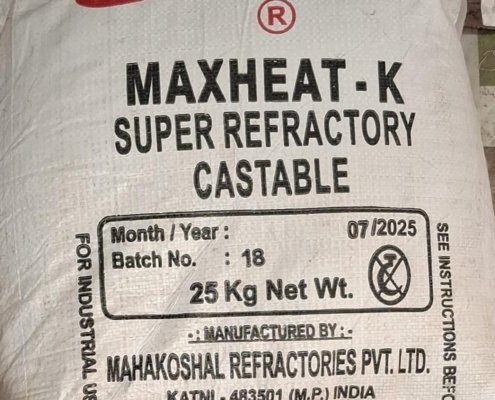 ®
MAXHEAT - K
SUPER REFRACTORY
CASTABLE
Month / Year : 07/2025
Batch No. : 18
25 Kg Net Wt.
FOR INDUSTRIAL
SEE INSTRUCTIONS
-: MANUFACTURED BY :-
MAHAKOSHAL REFRACTORIES PVT. LTD.
KATNI - 483501 (M.P.) INDIA